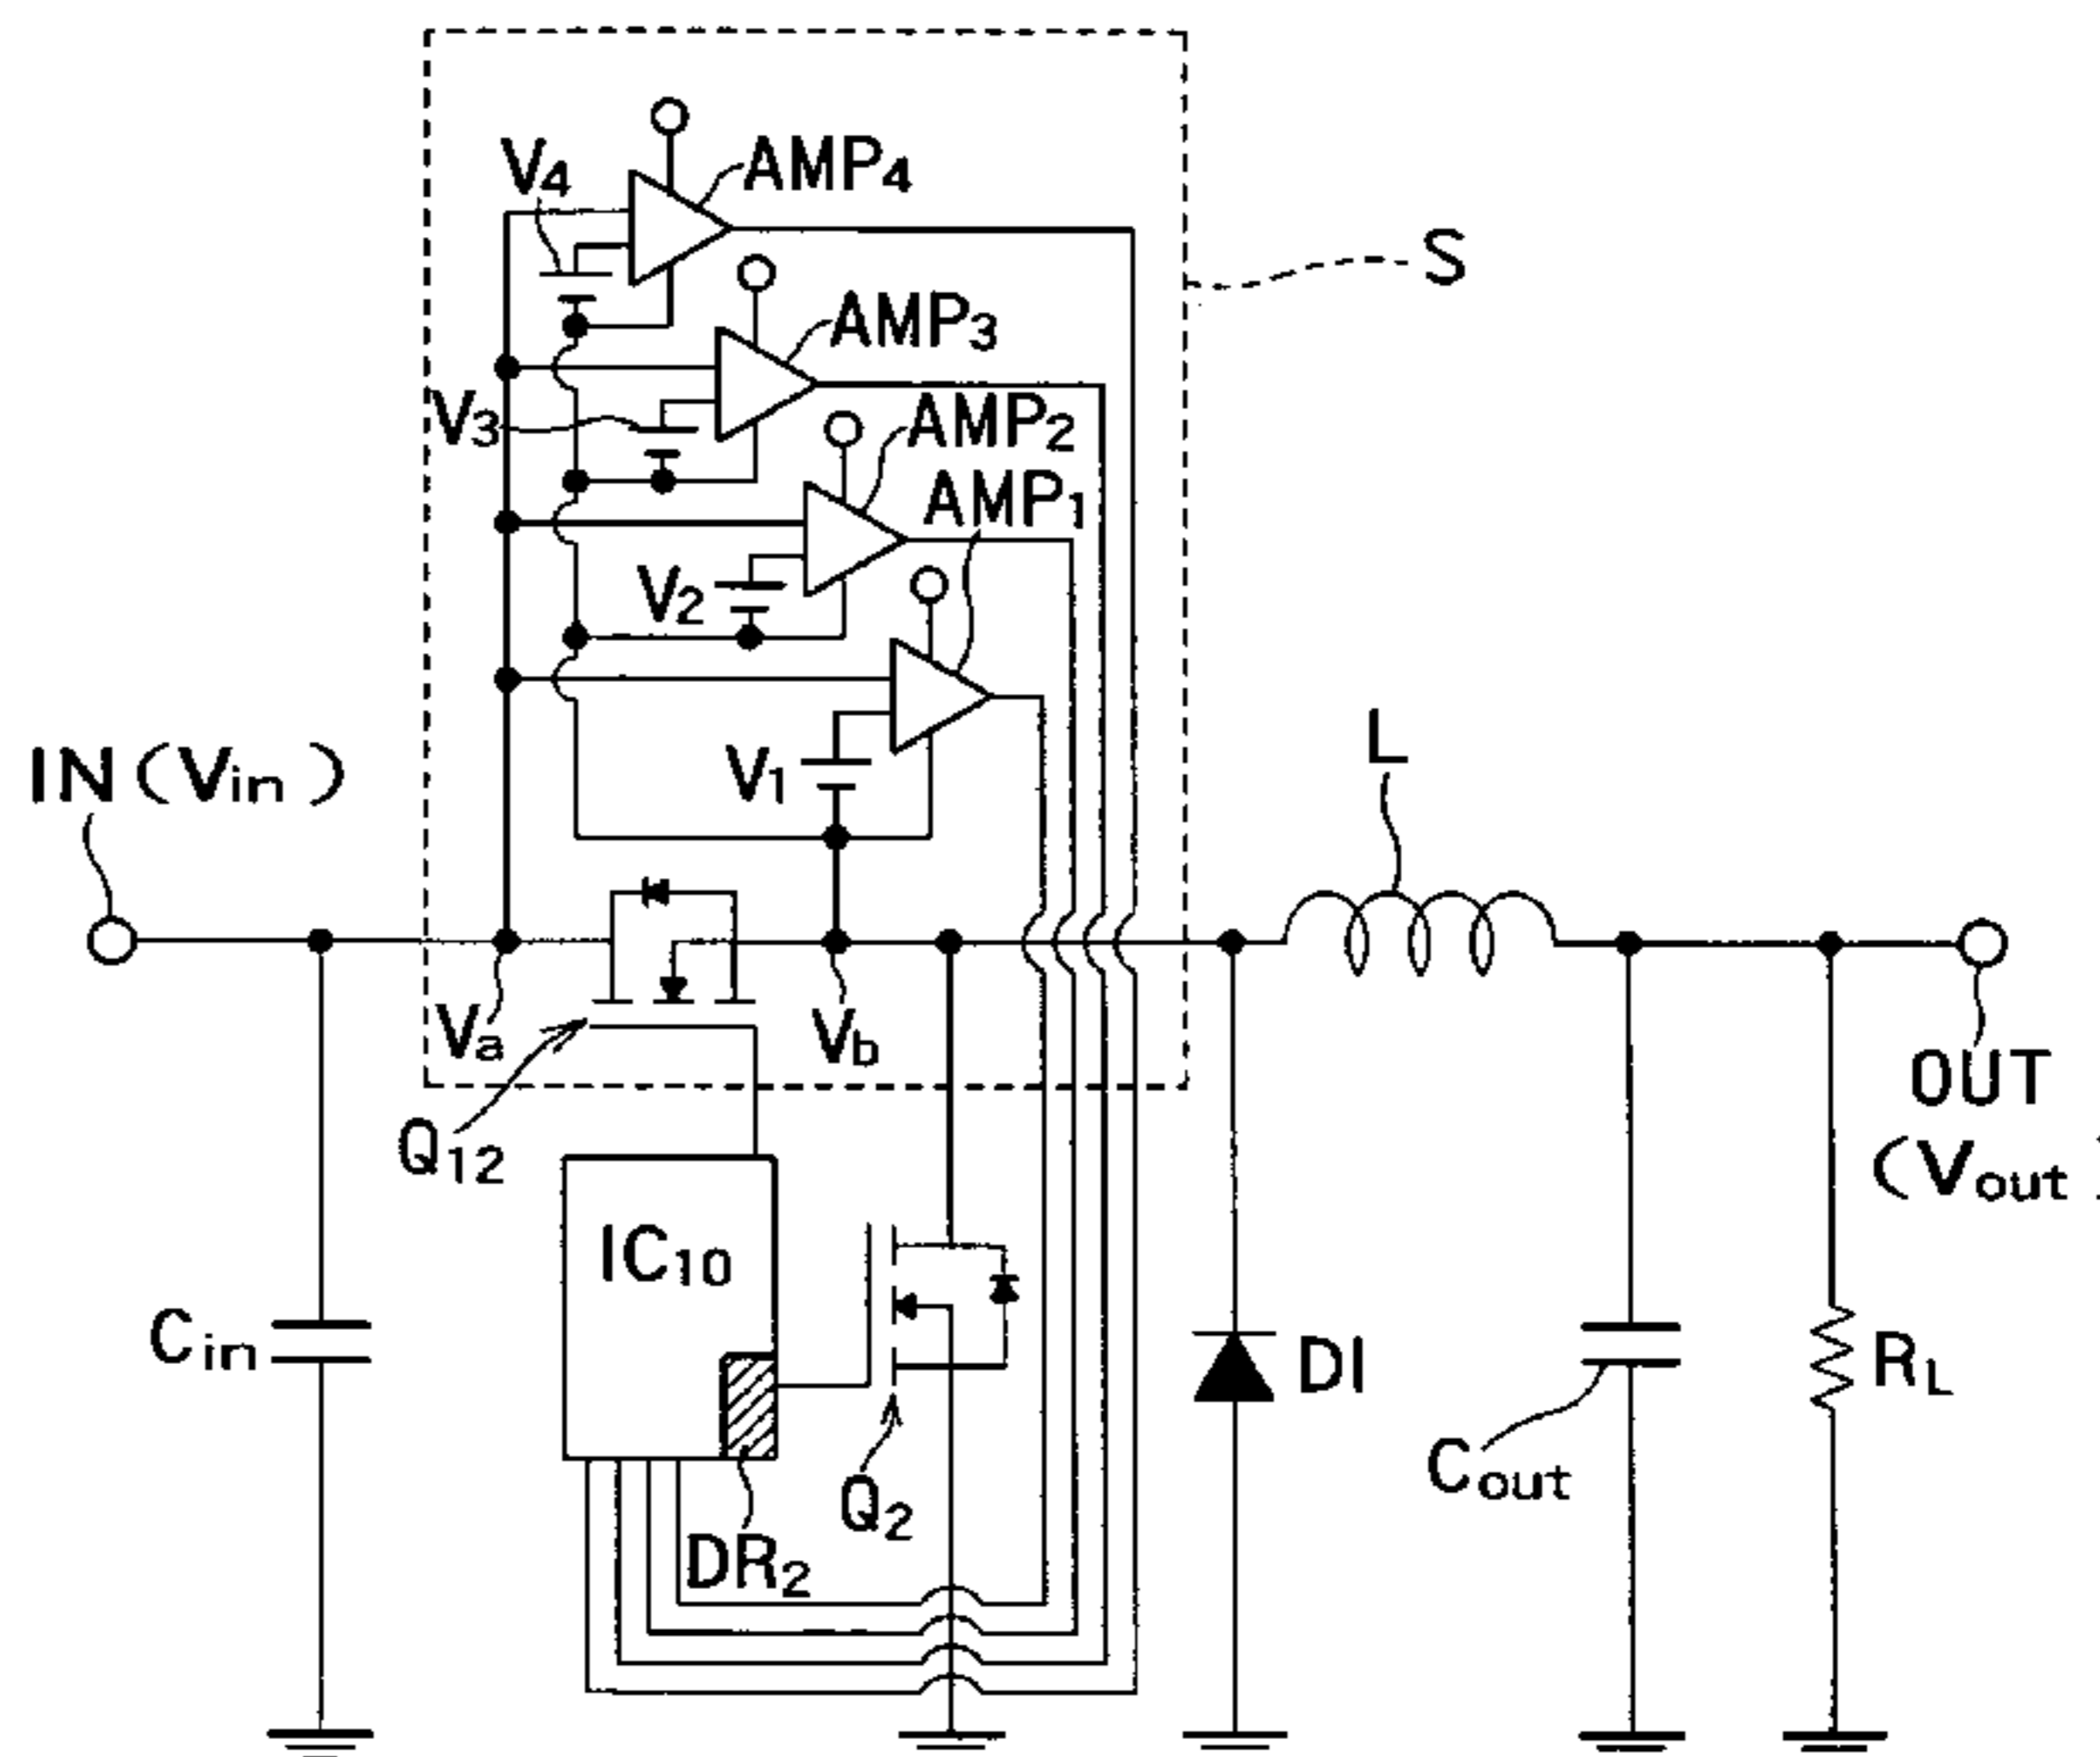 V4
AMP4
S
AMP3
V3
AMP2
AMP1
V2
V1
L
IN(Vin)
Va
Vb
OUT
(Vout)
Q12
IC10
Cin
DI
RL
Cout
Q2
DR2